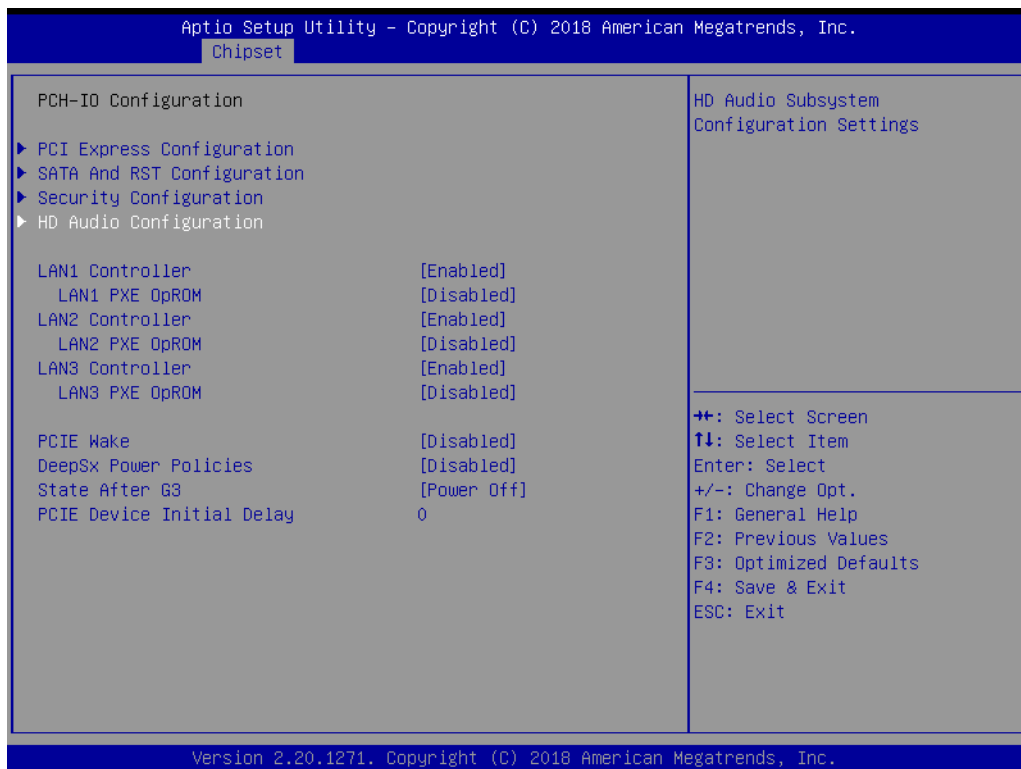 Aptio Setup Utility – Copyright (C) 2018 American Megatrends, Inc.
Chipset
PCH-IO Configuration
PCI Express Configuration
SATA And RST Configuration
Security Configuration
HD Audio Configuration
LAN1 Controller [Enabled]
LAN1 PXE OpROM [Disabled]
LAN2 Controller [Enabled]
LAN2 PXE OpROM [Disabled]
LAN3 Controller [Enabled]
LAN3 PXE OpROM [Disabled]
PCIE Wake [Disabled]
DeepSx Power Policies [Disabled]
State After G3 [Power Off]
PCIE Device Initial Delay 0
HD Audio Subsystem
Configuration Settings
→←: Select Screen
↑↓: Select Item
Enter: Select
+/-: Change Opt.
F1: General Help
F2: Previous Values
F3: Optimized Defaults
F4: Save & Exit
ESC: Exit
Version 2.20.1271. Copyright (C) 2018 American Megatrends, Inc.